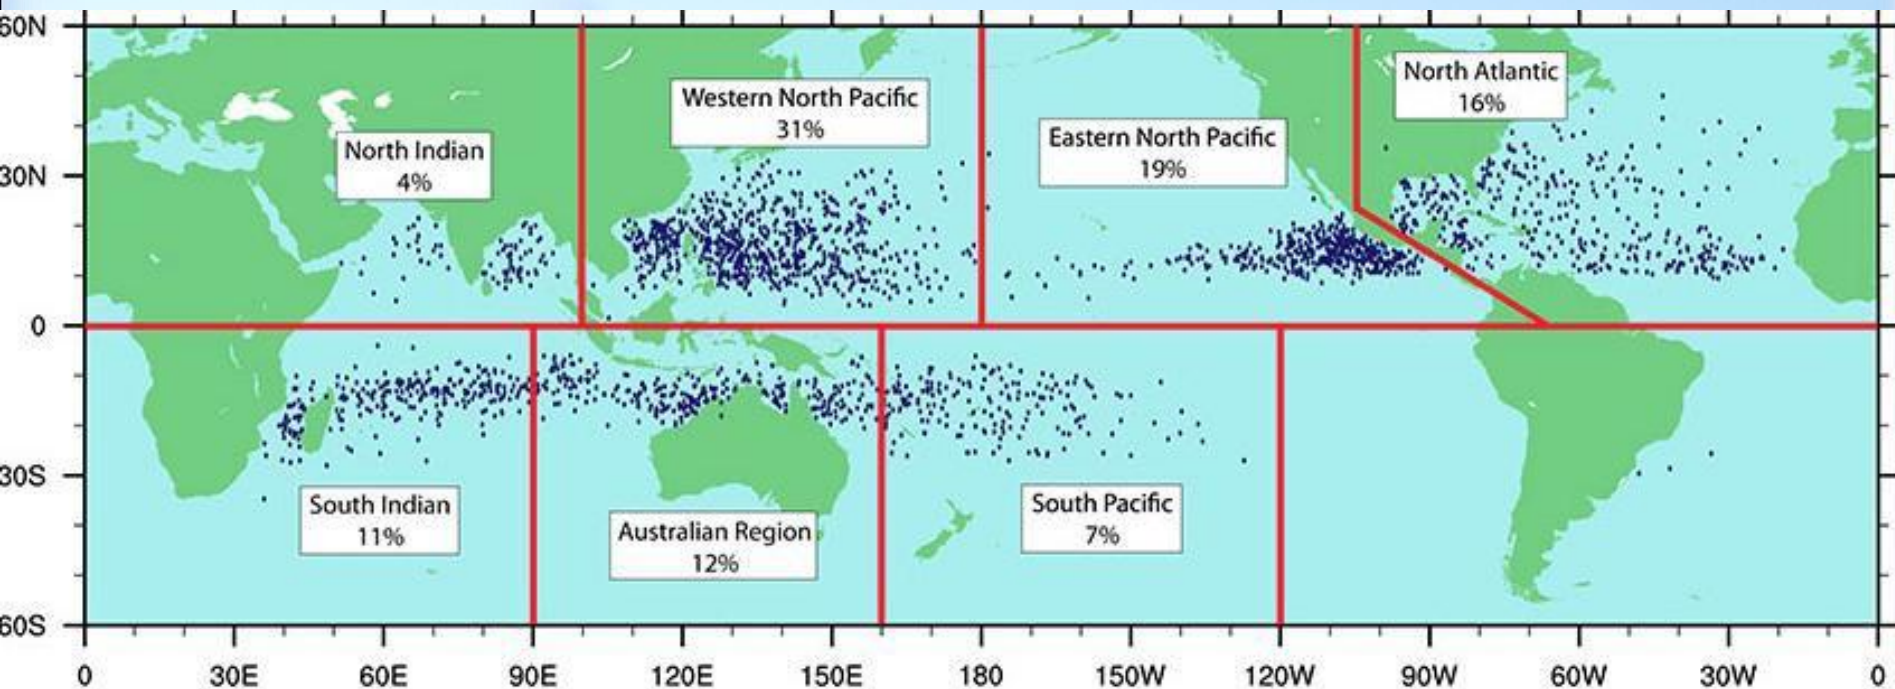 60N
30N
0
30S
60S
North Indian
4%
Western North Pacific
31%
Eastern North Pacific
19%
North Atlantic
16%
South Indian
11%
Australian Region
12%
South Pacific
7%
0 30E 60E 90E 120E 150E 180 150W 120W 90W 60W 30W 0